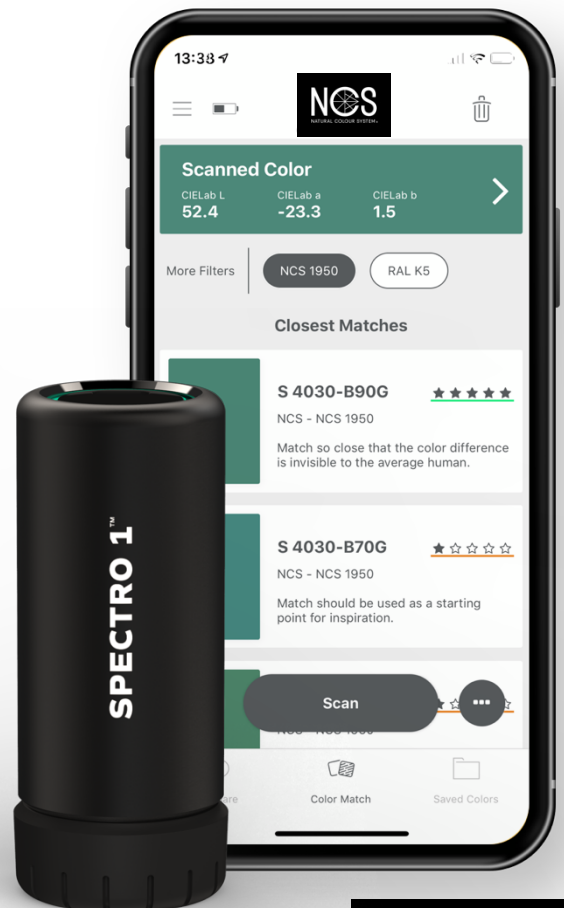 13:38
NCS
NATURAL COLOUR SYSTEM
Scanned Color
CIELab L CIELab a CIELab b
52.4 -23.3 1.5
More Filters NCS 1950 RAL K5
Closest Matches
S 4030-B90G
NCS - NCS 1950
Match so close that the color difference
is invisible to the average human.
S 4030-B70G
NCS - NCS 1950
Match should be used as a starting
point for inspiration.
Scan
Color Match Saved Colors
SPECTRO 1™